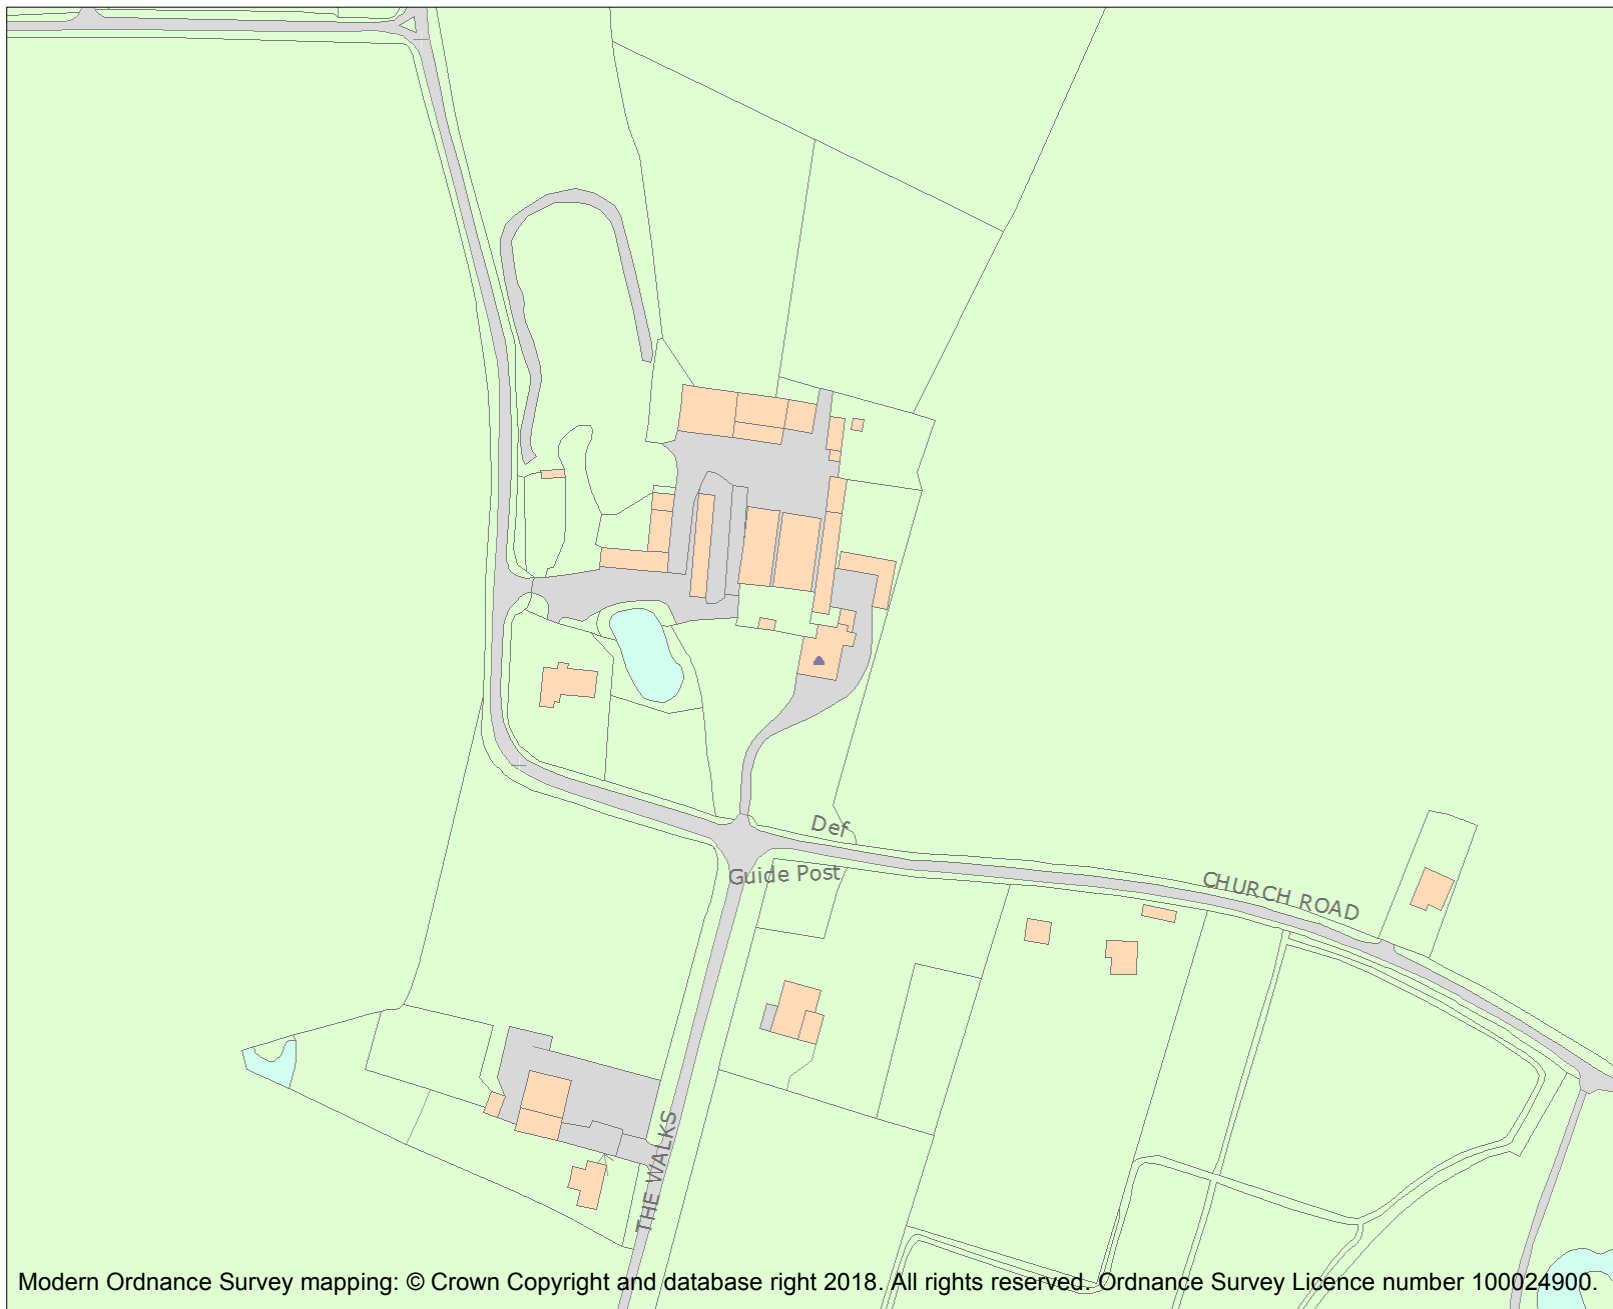 Def
Guide Post
CHURCH ROAD
THE WALKS
Modern Ordnance Survey mapping: © Crown Copyright and database right 2018. All rights reserved. Ordnance Survey Licence number 100024900.